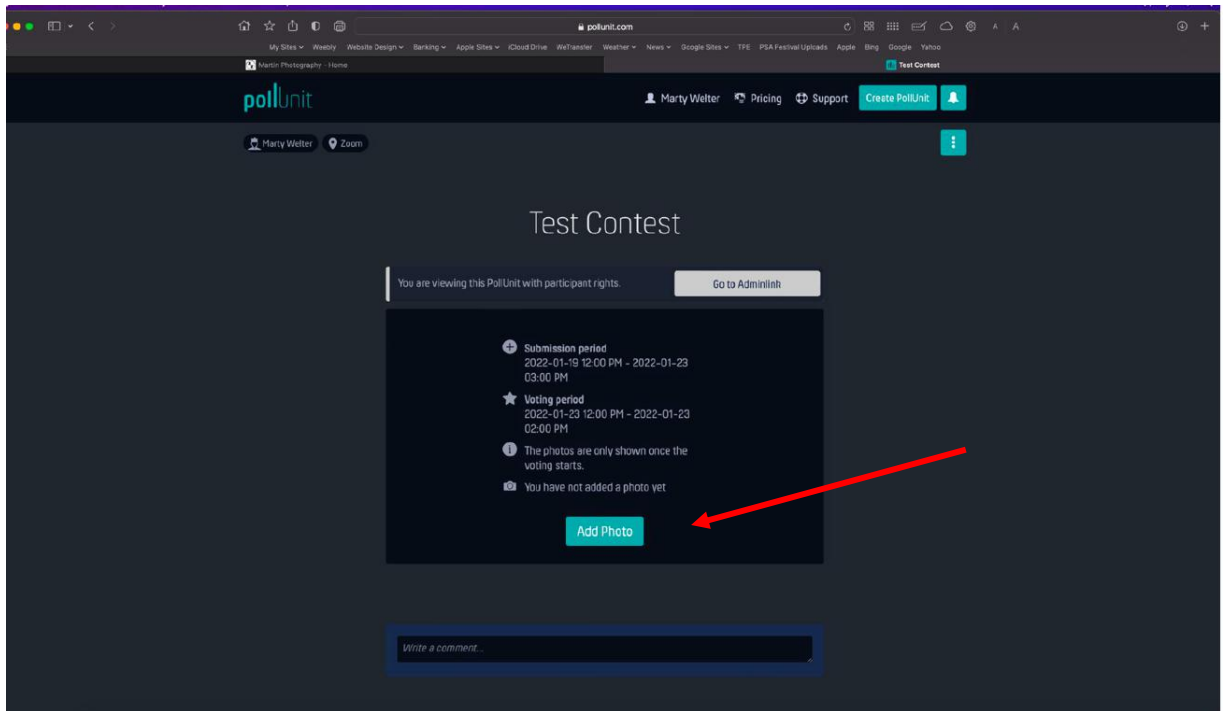 pollunit.com
My Sites Weebly Website Design Banking Apple Sites iCloud Drive WeTransfer Weather News Google Sites TFE PSA Festival Uploads Apple Bing Google Yahoo
Martin Photography - Home Test Contest
pollunit Marty Welter Pricing Support Create PollUnit
Marty Welter Zoom
Test Contest
You are viewing this PollUnit with participant rights. Go to Adminlink
Submission period
2022-01-19 12:00 PM - 2022-01-23
03:00 PM
Voting period
2022-01-23 12:00 PM - 2022-01-23
02:00 PM
The photos are only shown once the
voting starts.
You have not added a photo yet
Add Photo
Write a comment...